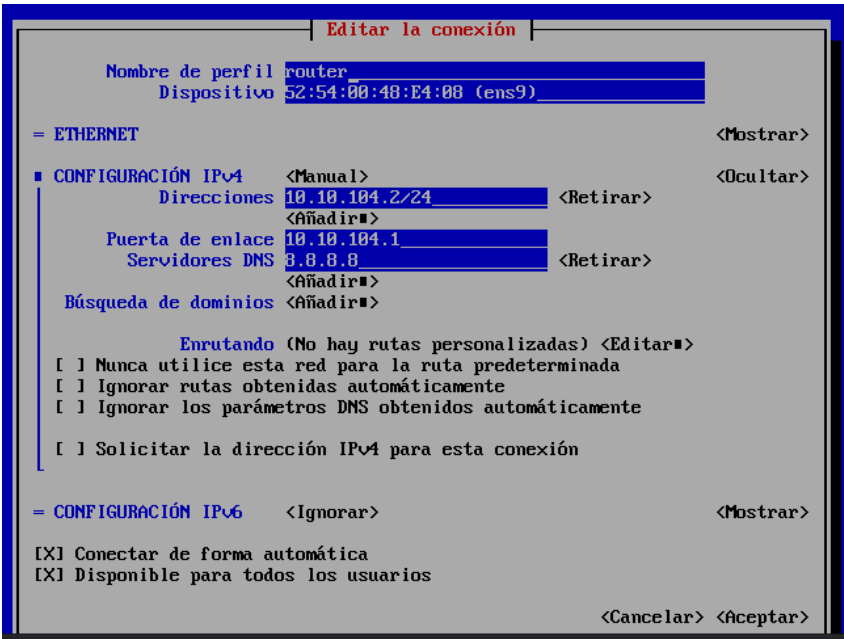 Editar la conexión
Nombre de perfil router
Dispositivo 52:54:00:48:E4:08 (ens9)
= ETHERNET <Mostrar>
CONFIGURACIÓN IPv4 <Manual> <Ocultar>
Direcciones 10.10.104.2/24 <Retirar>
<Añadir>
Puerta de enlace 10.10.104.1
Servidores DNS 8.8.8.8 <Retirar>
<Añadir>
Búsqueda de dominios <Añadir>
Enrutando (No hay rutas personalizadas) <Editar>
[ ] Nunca utilice esta red para la ruta predeterminada
[ ] Ignorar rutas obtenidas automáticamente
[ ] Ignorar los parámetros DNS obtenidos automáticamente
[ ] Solicitar la dirección IPv4 para esta conexión
= CONFIGURACIÓN IPv6 <Ignorar> <Mostrar>
[X] Conectar de forma automática
[X] Disponible para todos los usuarios
<Cancelar> <Aceptar>